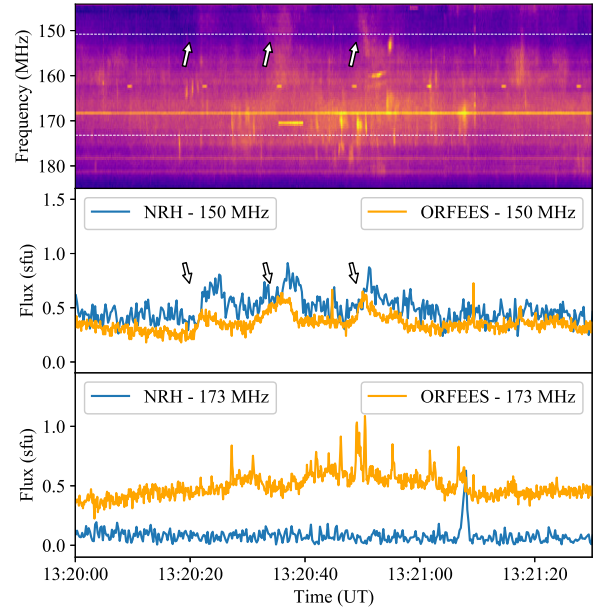 Frequency (MHz)
150
160
170
180
Flux (sfu)
1.5
1.0
0.5
0.0
NRH - 150 MHz
ORFEES - 150 MHz
Flux (sfu)
1.0
0.5
0.0
NRH - 173 MHz
ORFEES - 173 MHz
13:20:00
13:20:20
13:20:40
13:21:00
13:21:20
Time (UT)